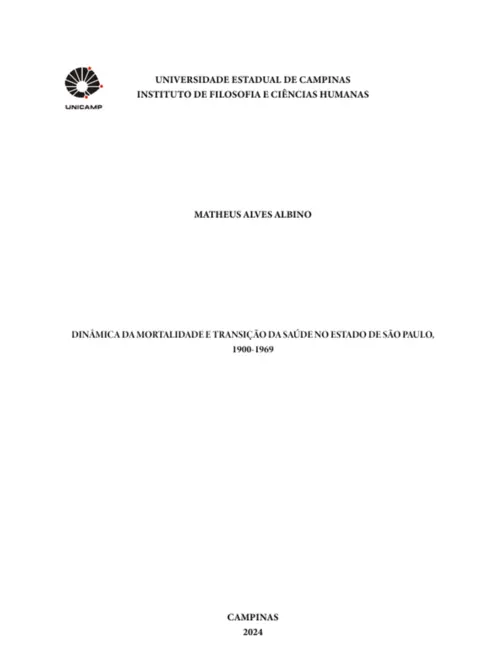 UNIVERSIDADE ESTADUAL DE CAMPINAS
INSTITUTO DE FILOSOFIA E CIÊNCIAS HUMANAS
UNICAMP
MATHEUS ALVES ALBINO
DINÂMICA DA MORTALIDADE E TRANSIÇÃO DA SAÚDE NO ESTADO DE SÃO PAULO,
1900-1969
CAMPINAS
2024